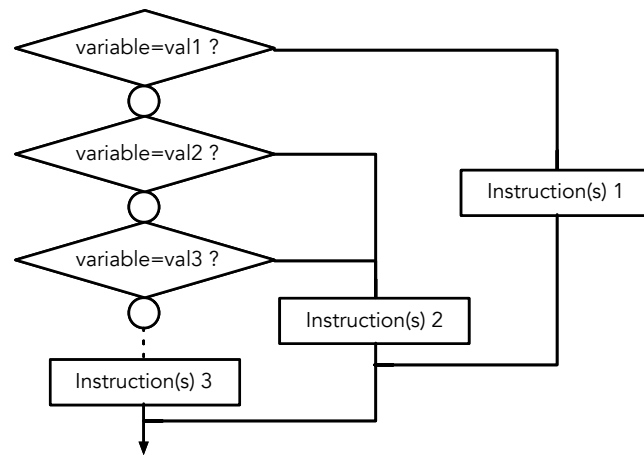 variable=val1 ?
variable=val2 ?
Instruction(s) 1
variable=val3 ?
Instruction(s) 2
Instruction(s) 3